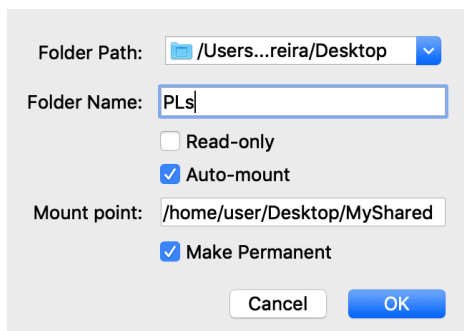 Folder Path: /Users...reira/Desktop
Folder Name: PLs
Read-only
Auto-mount
Mount point: /home/user/Desktop/MyShared
Make Permanent
Cancel OK